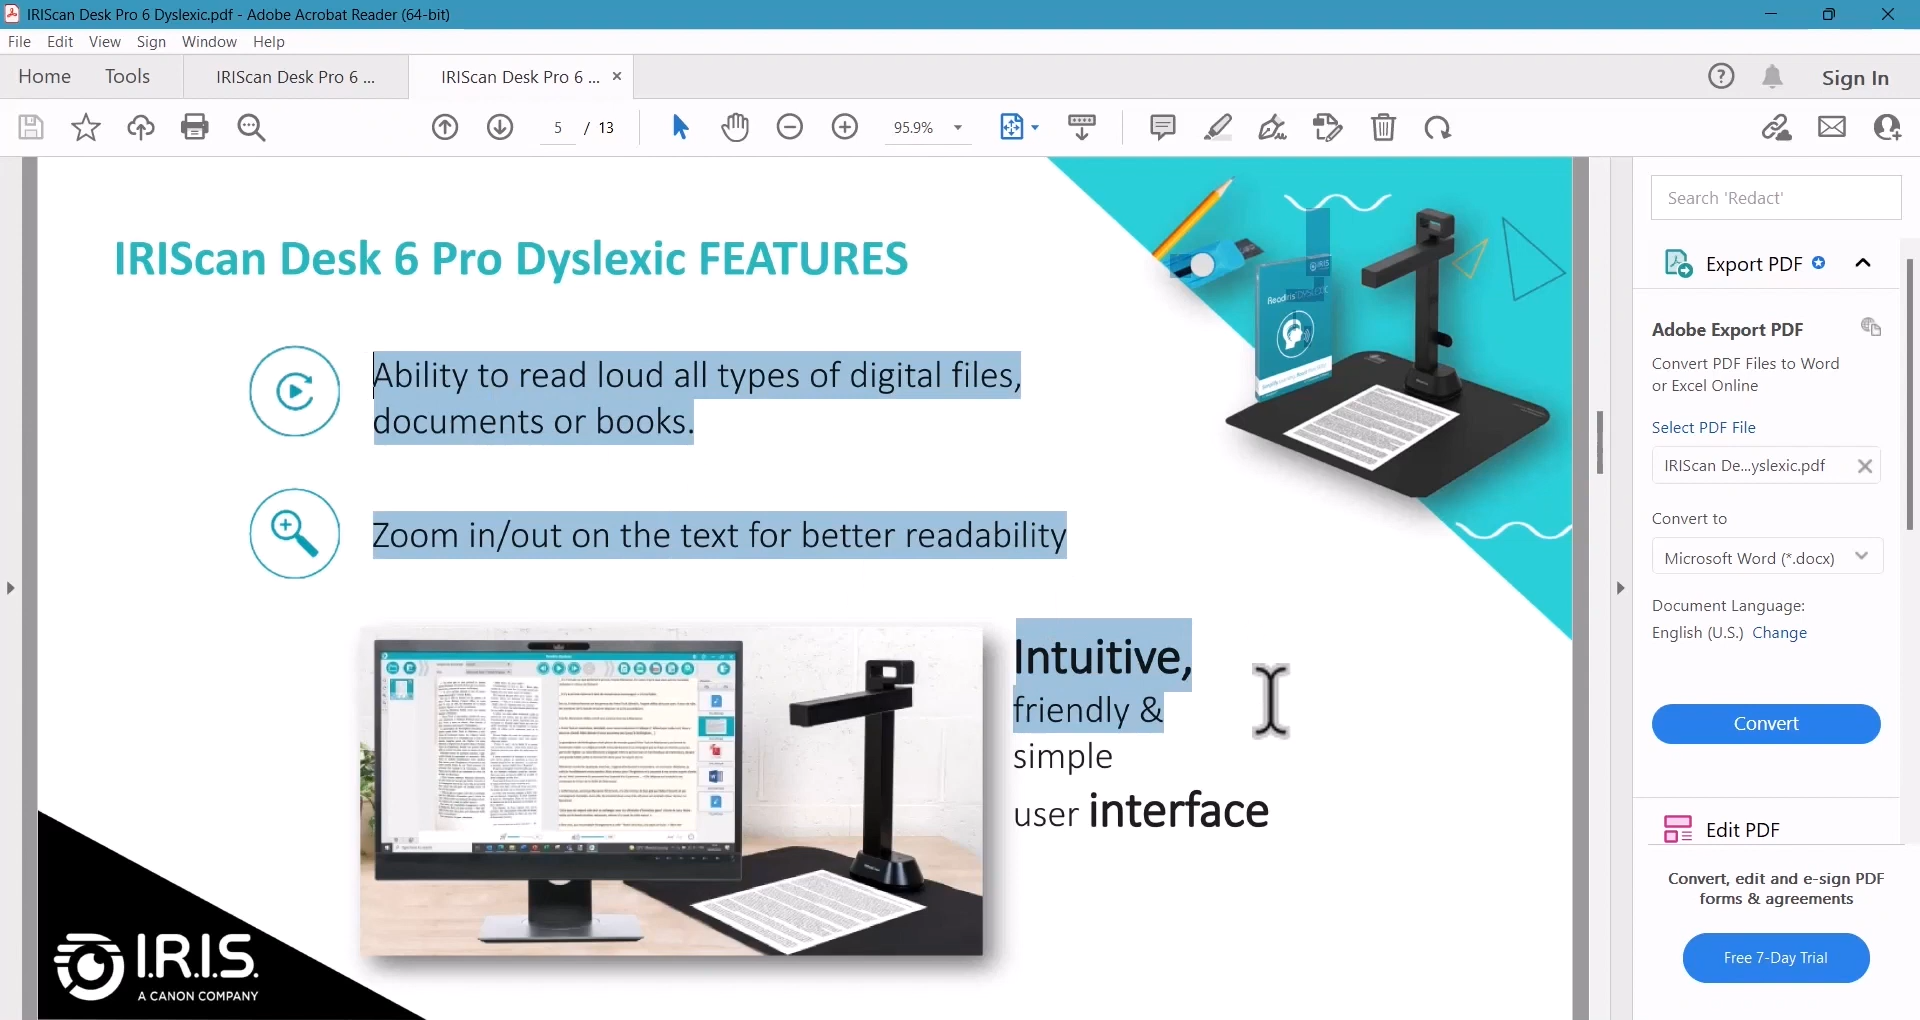 IRIScan Desk Pro 6 Dyslexic.pdf - Adobe Acrobat Reader (64-bit)
File Edit View Sign Window Help
Home Tools IRIScan Desk Pro 6 ... IRIScan Desk Pro 6 ... × Sign In
5 / 13 95.9%
Search 'Redact'
IRIScan Desk 6 Pro Dyslexic FEATURES
Export PDF
IRIS
Readiris DYSLEXIC
Adobe Export PDF
Convert PDF Files to Word
or Excel Online
Ability to read loud all types of digital files,
documents or books.
Select PDF File
IRIScan De...yslexic.pdf
Convert to
Microsoft Word (*.docx)
Zoom in/out on the text for better readability
Document Language:
English (U.S.) Change
Intuitive,
friendly &
simple
user interface
Convert
Edit PDF
Convert, edit and e-sign PDF
forms & agreements
Free 7-Day Trial
I.R.I.S.
A CANON COMPANY